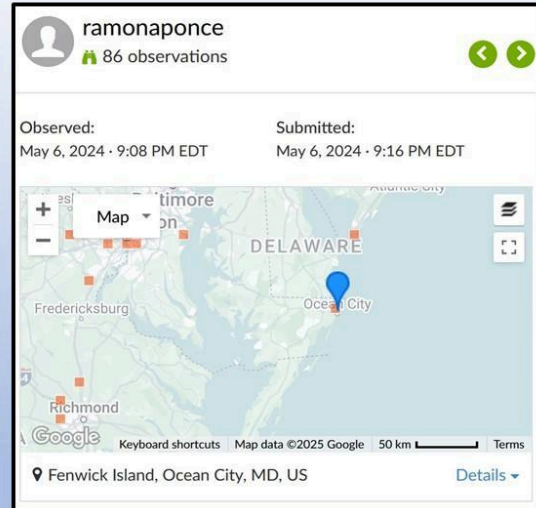 ramonaponce
86 observations
Observed:
Submitted:
May 6, 2024 · 9:08 PM EDT
May 6, 2024 · 9:16 PM EDT
Map
DELAWARE
Ocean City
Fredericksburg
Richmond
Google
Keyboard shortcuts
Map data ©2025 Google
50 km
Terms
Fenwick Island, Ocean City, MD, US
Details